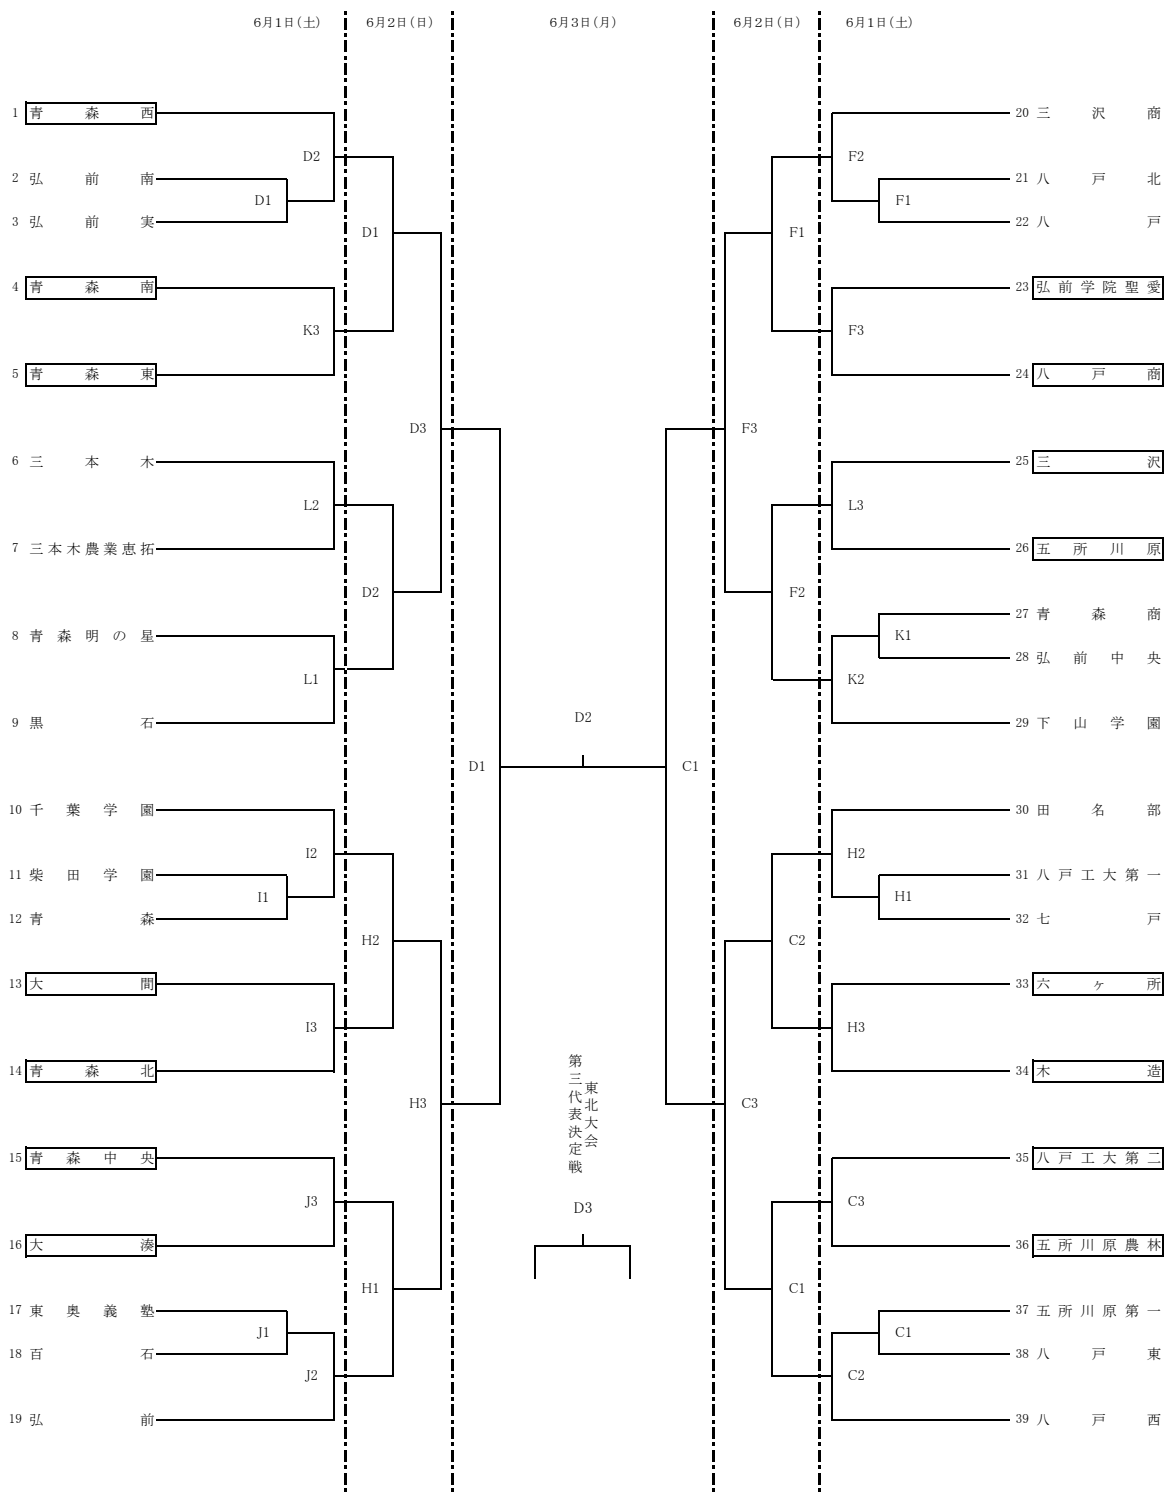 6月1日(土) 6月2日(日) 6月3日(月) 6月2日(日) 6月1日(土)
1 青森西
D2
2 弘前南
D1
3 弘前実
D1
4 青森南
K3
5 青森東
D3
6 三本木
L2
7 三本木農業恵拓
D2
8 青森明の星
L1
9 黒石
D1
10 千葉学園
I2
11 柴田学園
I1
12 青森
H2
13 大間
I3
14 青森北
H3
15 青森中央
J3
16 大湊
H1
17 東奥義塾
J1
18 百石
J2
19 弘前
D2
東北大会
第三代表決定戦
D3
20 三沢商
F2
21 八戸北
F1
22 八戸
F1
23 弘前学院聖愛
F3
24 八戸商
F3
25 三沢
L3
26 五所川原
F2
27 青森商
K1
28 弘前中央
K2
29 下山学園
C1
30 田名部
H2
31 八戸工大第一
H1
32 七戸
C2
33 六ヶ所
H3
34 木造
C3
35 八戸工大第二
C3
36 五所川原農林
C1
37 五所川原第一
C1
38 八戸東
C2
39 八戸西